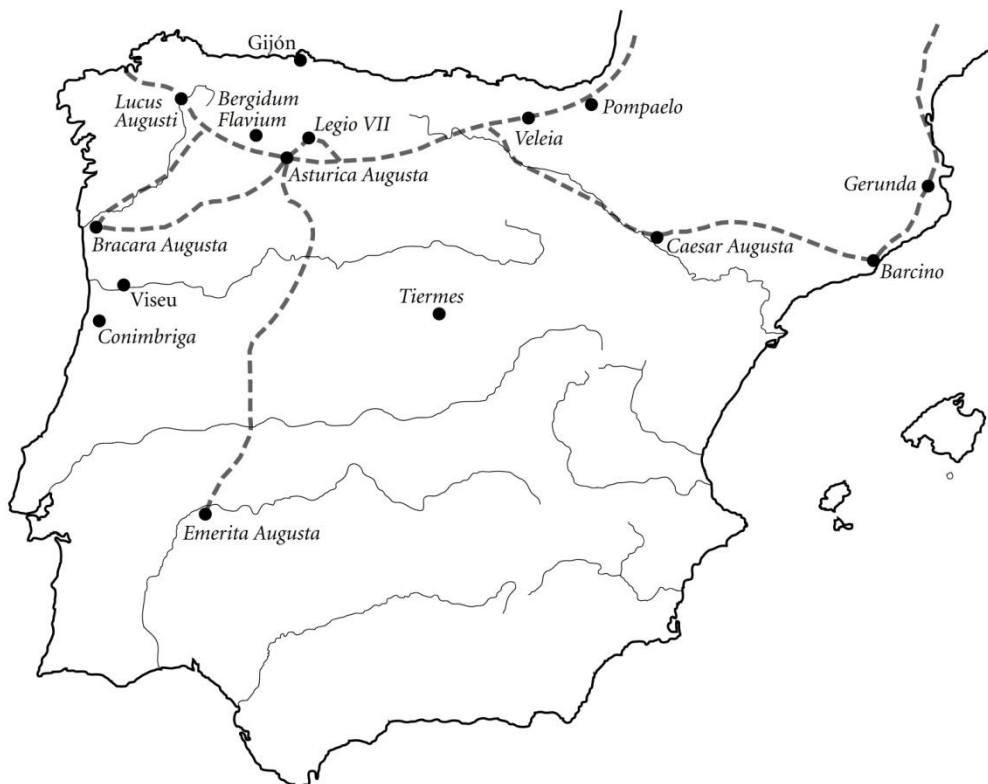 Gijón
Lucus
Augusti
Bergidum
Flavium
Legio VII
Pompaelo
Veleia
Asturica Augusta
Gerunda
Bracara Augusta
Caesar Augusta
Barcino
Viseu
Tiermes
Conimbriga
Emerita Augusta